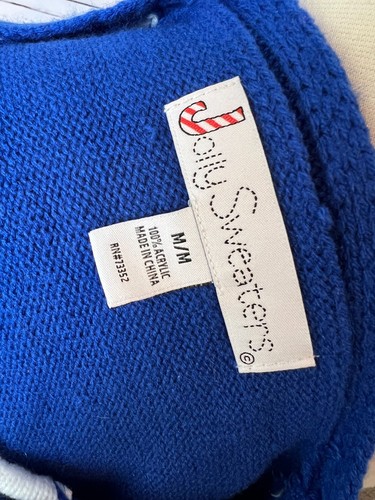 Jolly Sweaters
©
M/M
100% ACRYLIC
MADE IN CHINA
RN#73352